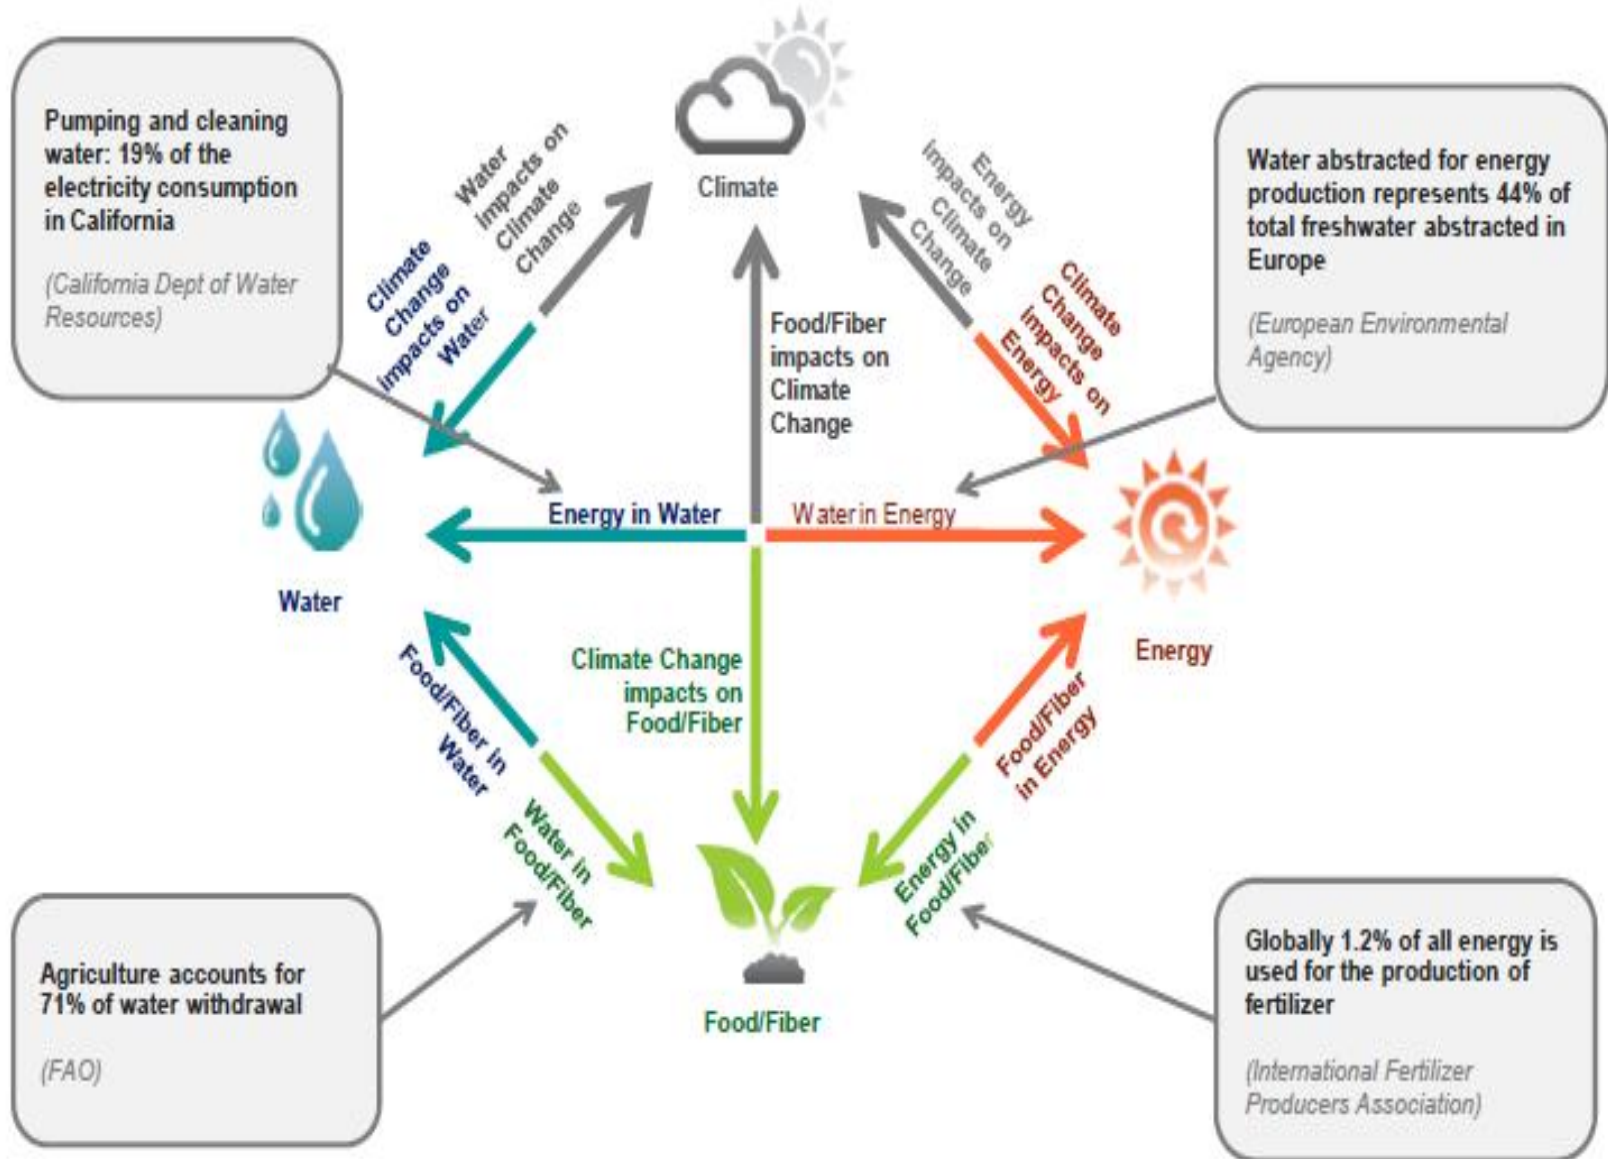 Pumping and cleaning
water: 19% of the
electricity consumption
in California
(California Dept of Water
Resources)
Climate
Water
impacts on
Climate
Change
Climate
Change
impacts on
Water
Energy
impacts on
Climate
Change
Climate
Change
impacts on
Energy
Water abstracted for energy
production represents 44% of
total freshwater abstracted in
Europe
(European Environmental
Agency)
Food/Fiber
impacts on
Climate
Change
Energy in Water
Water in Energy
Water
Energy
Climate Change
impacts on
Food/Fiber
Food/Fiber in
Water
Water in
Food/Fiber
Food/Fiber
in Energy
Energy in
Food/Fiber
Food/Fiber
Agriculture accounts for
71% of water withdrawal
(FAO)
Globally 1.2% of all energy is
used for the production of
fertilizer
(International Fertilizer
Producers Association)